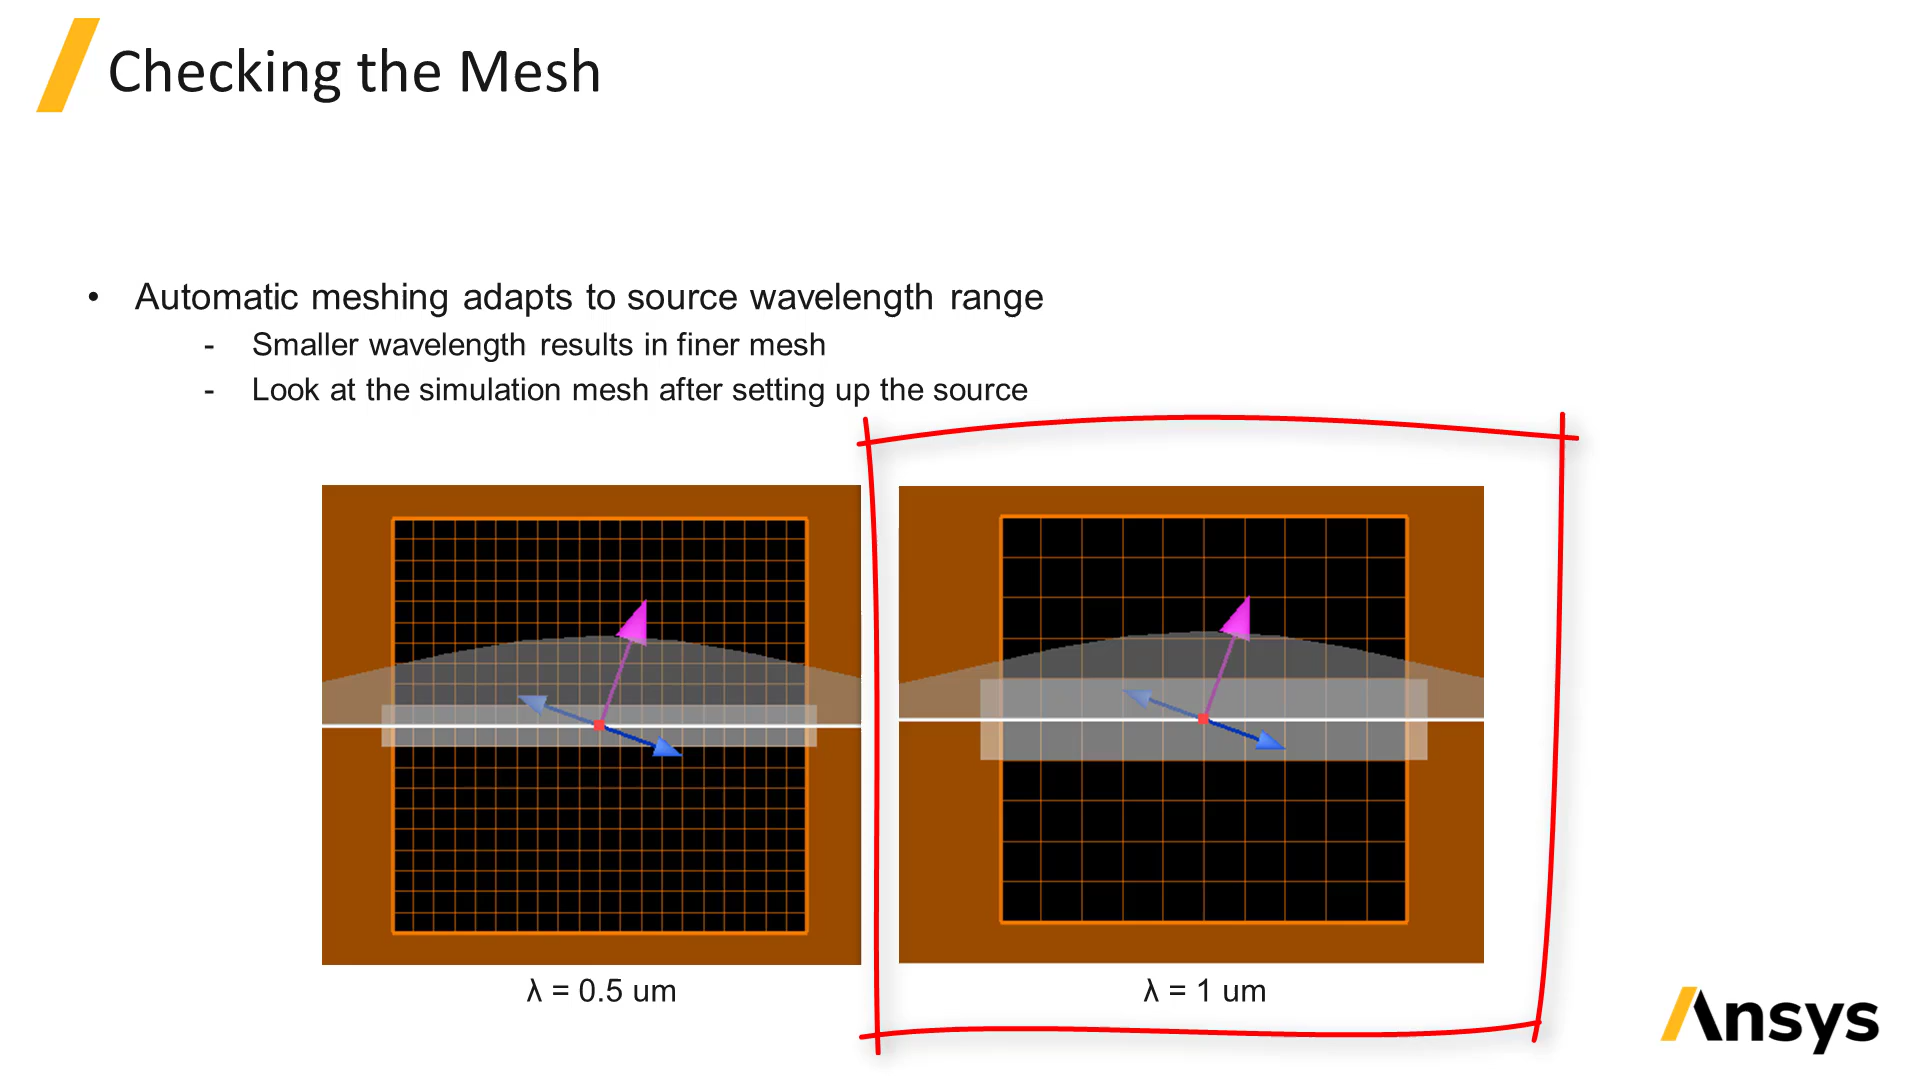 Checking the Mesh
• Automatic meshing adapts to source wavelength range
- Smaller wavelength results in finer mesh
- Look at the simulation mesh after setting up the source
λ = 0.5 um
λ = 1 um
Ansys